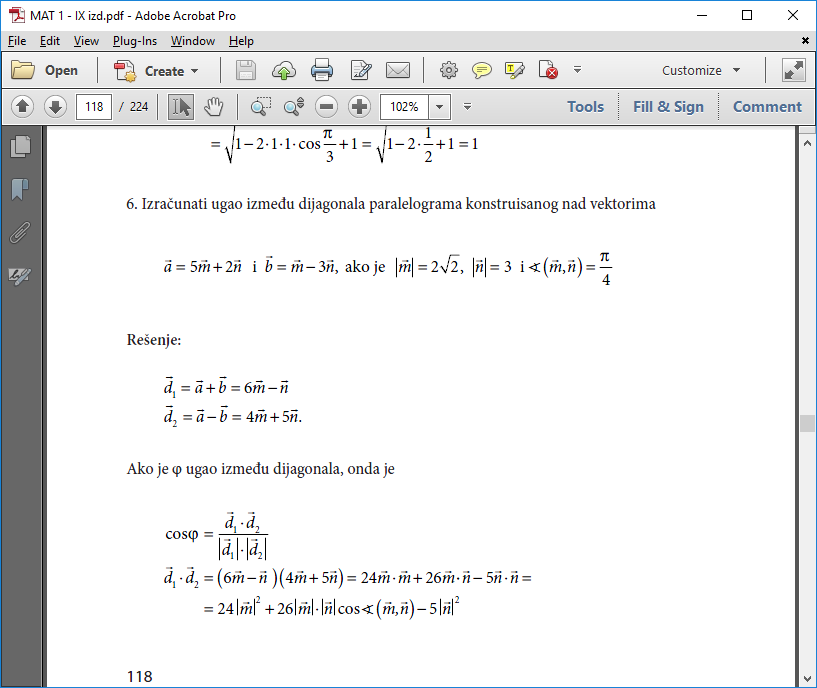 MAT 1 - IX izd.pdf - Adobe Acrobat Pro
File Edit View Plug-Ins Window Help
Open Create Customize
118 / 224 102% Tools Fill & Sign Comment
= √(1−2·1·1·cos π/3 +1) = √(1−2·1/2+1) = 1
6. Izračunati ugao između dijagonala paralelograma konstruisanog nad vektorima
a⃗ = 5m⃗ + 2n⃗ i b⃗ = m⃗ − 3n⃗, ako je |m⃗| = 2√2, |n⃗| = 3 i ∢(m⃗,n⃗) = π/4
Rešenje:
d⃗₁ = a⃗ + b⃗ = 6m⃗ − n⃗
d⃗₂ = a⃗ − b⃗ = 4m⃗ + 5n⃗.
Ako je φ ugao između dijagonala, onda je
cosφ = (d⃗₁ · d⃗₂)/(|d⃗₁|·|d⃗₂|)
d⃗₁ · d⃗₂ = (6m⃗ − n⃗)(4m⃗ + 5n⃗) = 24m⃗·m⃗ + 26m⃗·n⃗ − 5n⃗·n⃗ =
= 24|m⃗|² + 26|m⃗|·|n⃗|cos∢(m⃗,n⃗) − 5|n⃗|²
118